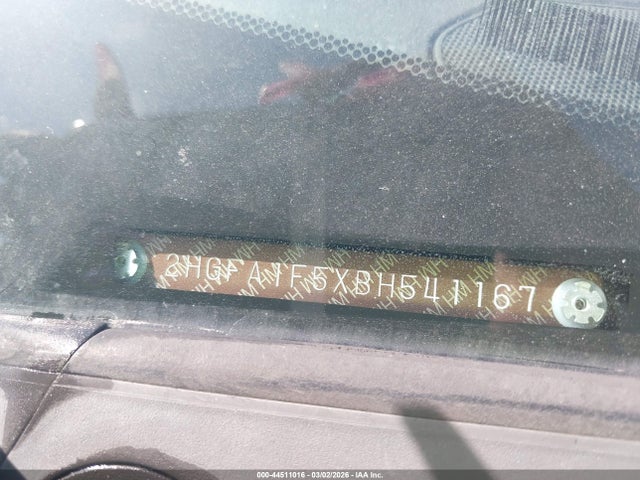 2HGFA1F5XBH541167
000-44511016 | 03/02/2026 | IAA Inc.